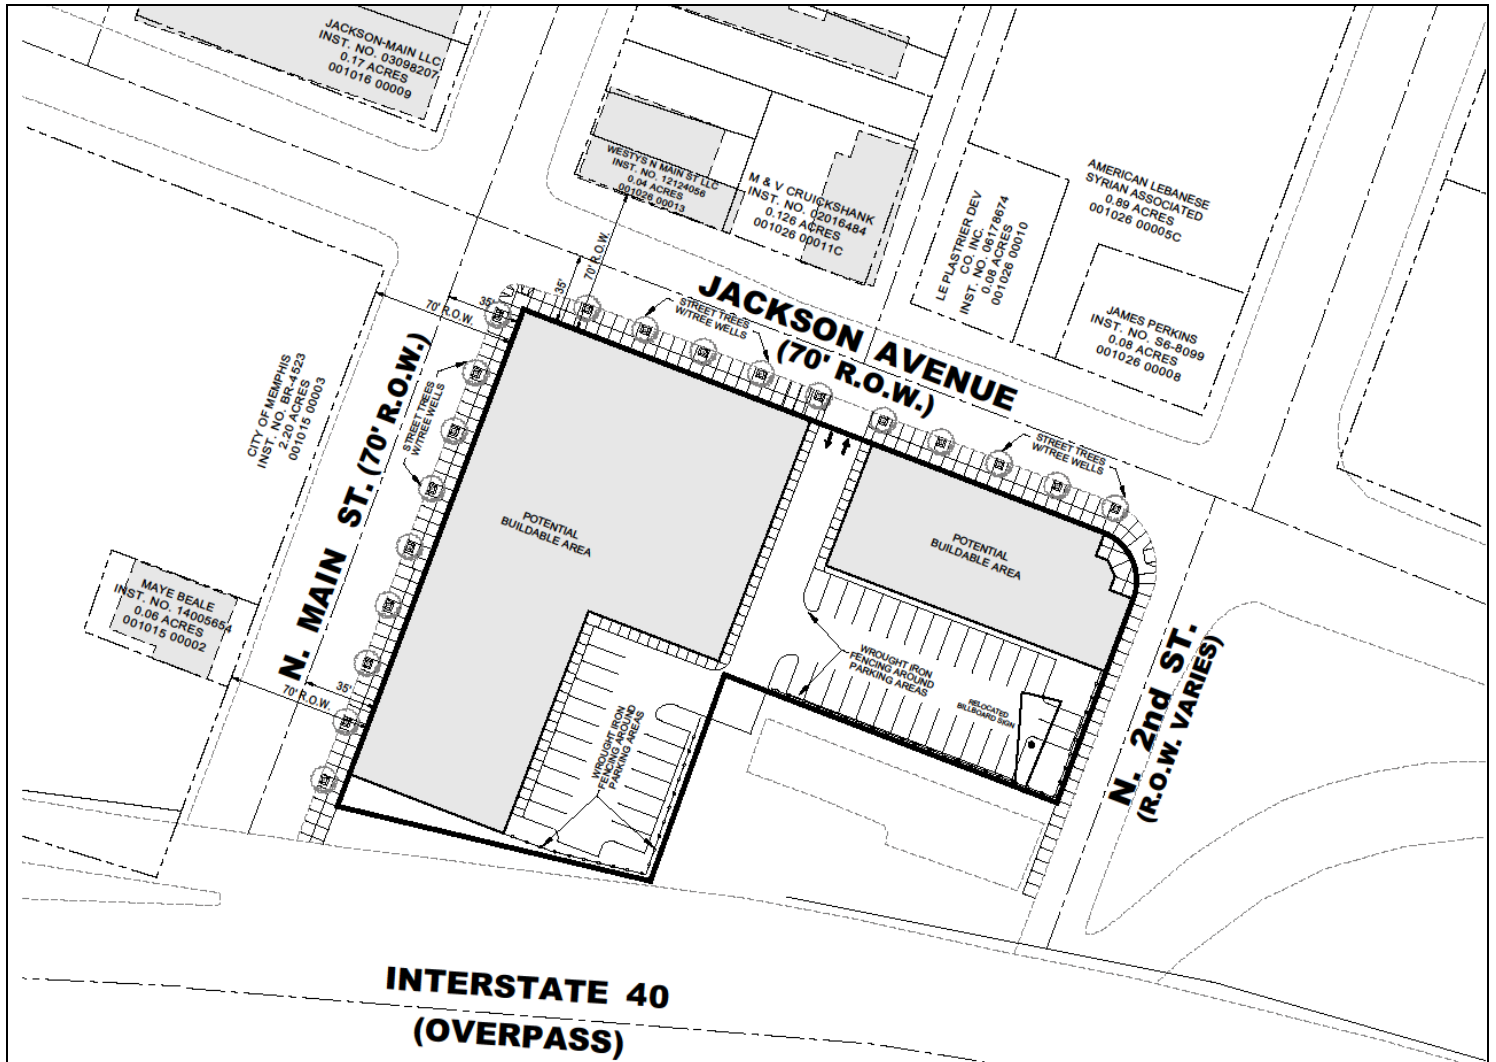 JACKSON-MAIN LLC
INST. NO. 03098207
0.17 ACRES
001016 00009
WESTYS N MAIN ST LLC
INST. NO. 12124056
0.04 ACRES
001026 00013
M & V CRUICKSHANK
INST. NO. 02016484
0.126 ACRES
001026 00011C
LE PLASTRIER DEV
CO. INC.
INST. NO. 06178674
0.08 ACRES
001026 00010
AMERICAN LEBANESE
SYRIAN ASSOCIATED
0.89 ACRES
001026 00005C
JAMES PERKINS
INST. NO. S6-8099
0.08 ACRES
001026 00008
70' R.O.W.
35'
35'
70' R.O.W.
JACKSON AVENUE
(70' R.O.W.)
STREET TREES
W/TREE WELLS
STREET TREES
W/TREE WELLS
STREET TREES
W/TREE WELLS
CITY OF MEMPHIS
INST. NO. BR-4523
2.20 ACRES
001015 00003
N. MAIN ST. (70' R.O.W.)
MAYE BEALE
INST. NO. 14005654
0.06 ACRES
001015 00002
70' R.O.W.
35'
POTENTIAL
BUILDABLE AREA
POTENTIAL
BUILDABLE AREA
WROUGHT IRON
FENCING AROUND
PARKING AREAS
WROUGHT IRON
FENCING AROUND
PARKING AREAS
RELOCATED
BILLBOARD SIGN
N. 2nd ST.
(R.O.W. VARIES)
INTERSTATE 40
(OVERPASS)